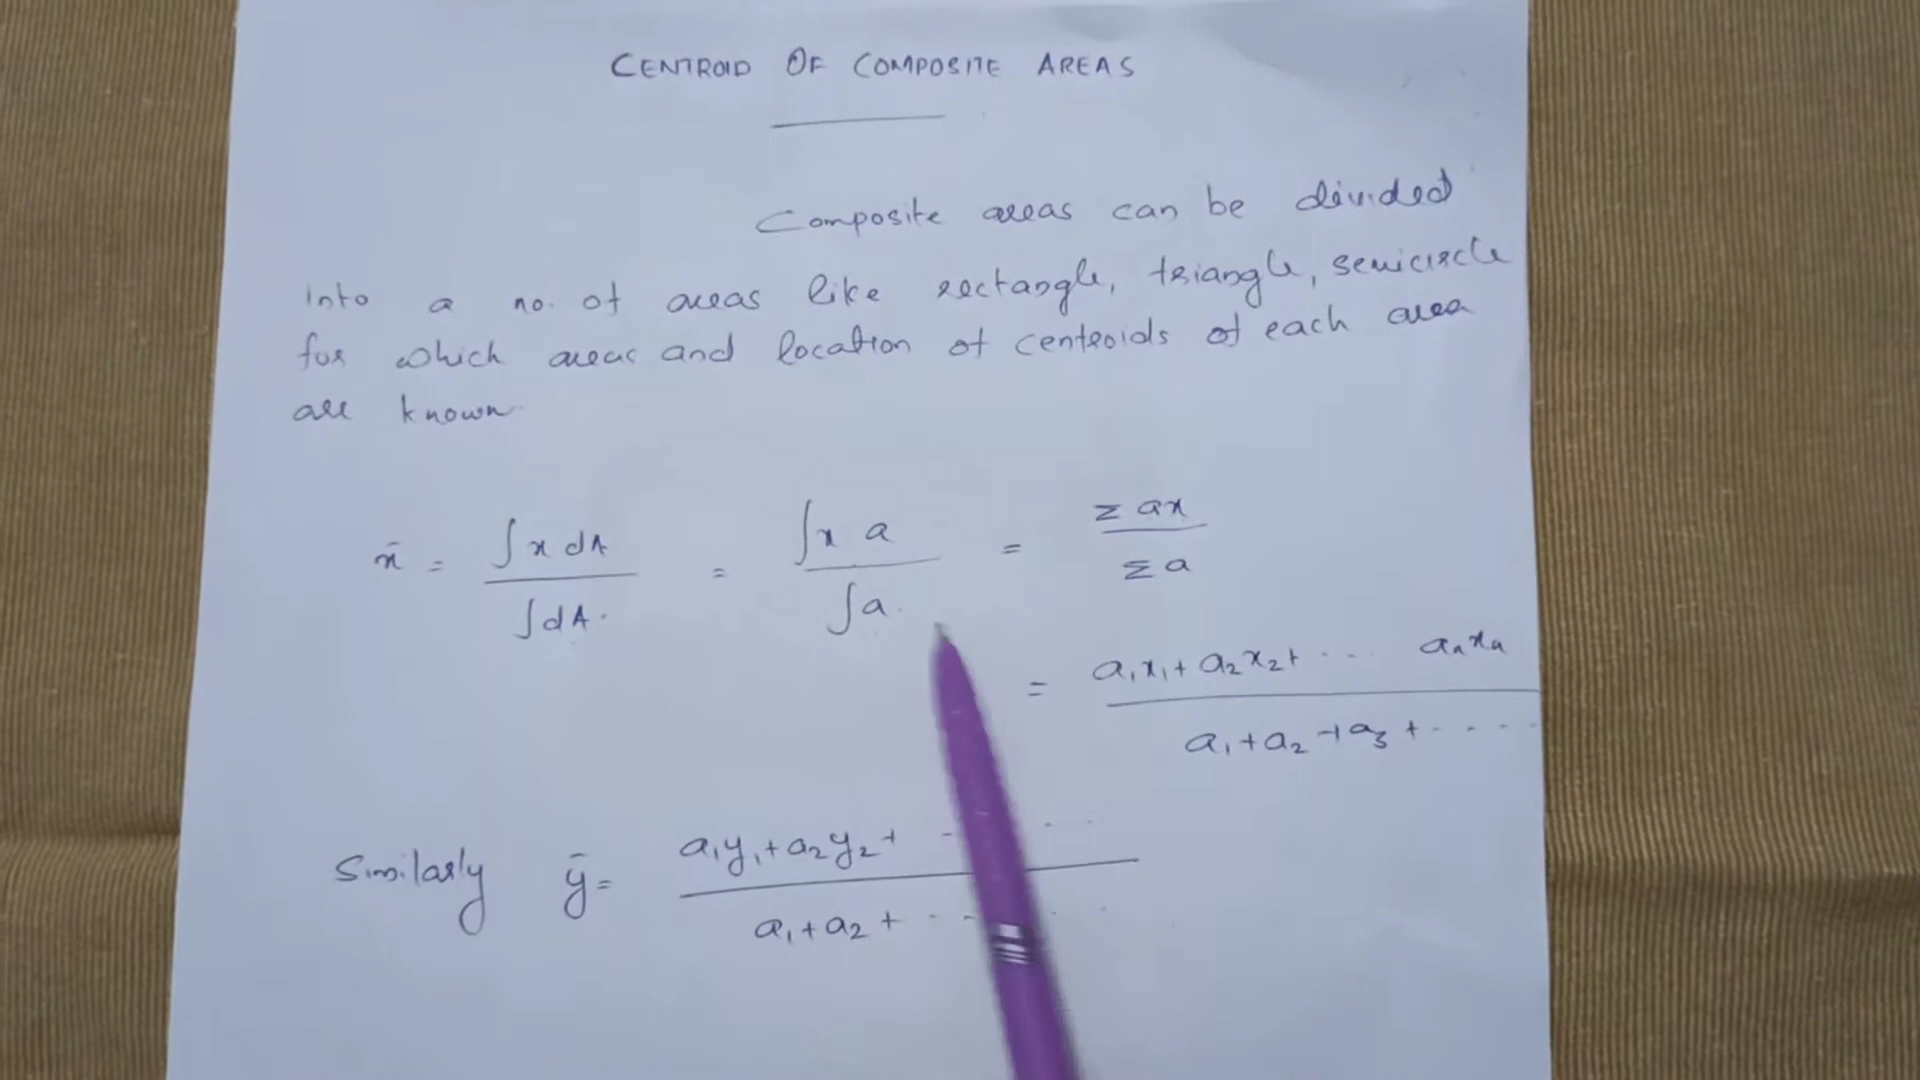 CENTROID OF COMPOSITE AREAS
Composite areas can be divided
into a no. of areas like rectangle, triangle, semicircle
for which areas and location of centroids of each area
are known.
x̄ = ∫x dA / ∫dA. = ∫x a / ∫a. = Σ ax / Σ a
= a₁x₁ + a₂x₂ + ... aₙxₙ / a₁ + a₂ + a₃ + ....
Similarly ȳ = a₁y₁ + a₂y₂ + ... / a₁ + a₂ + ....